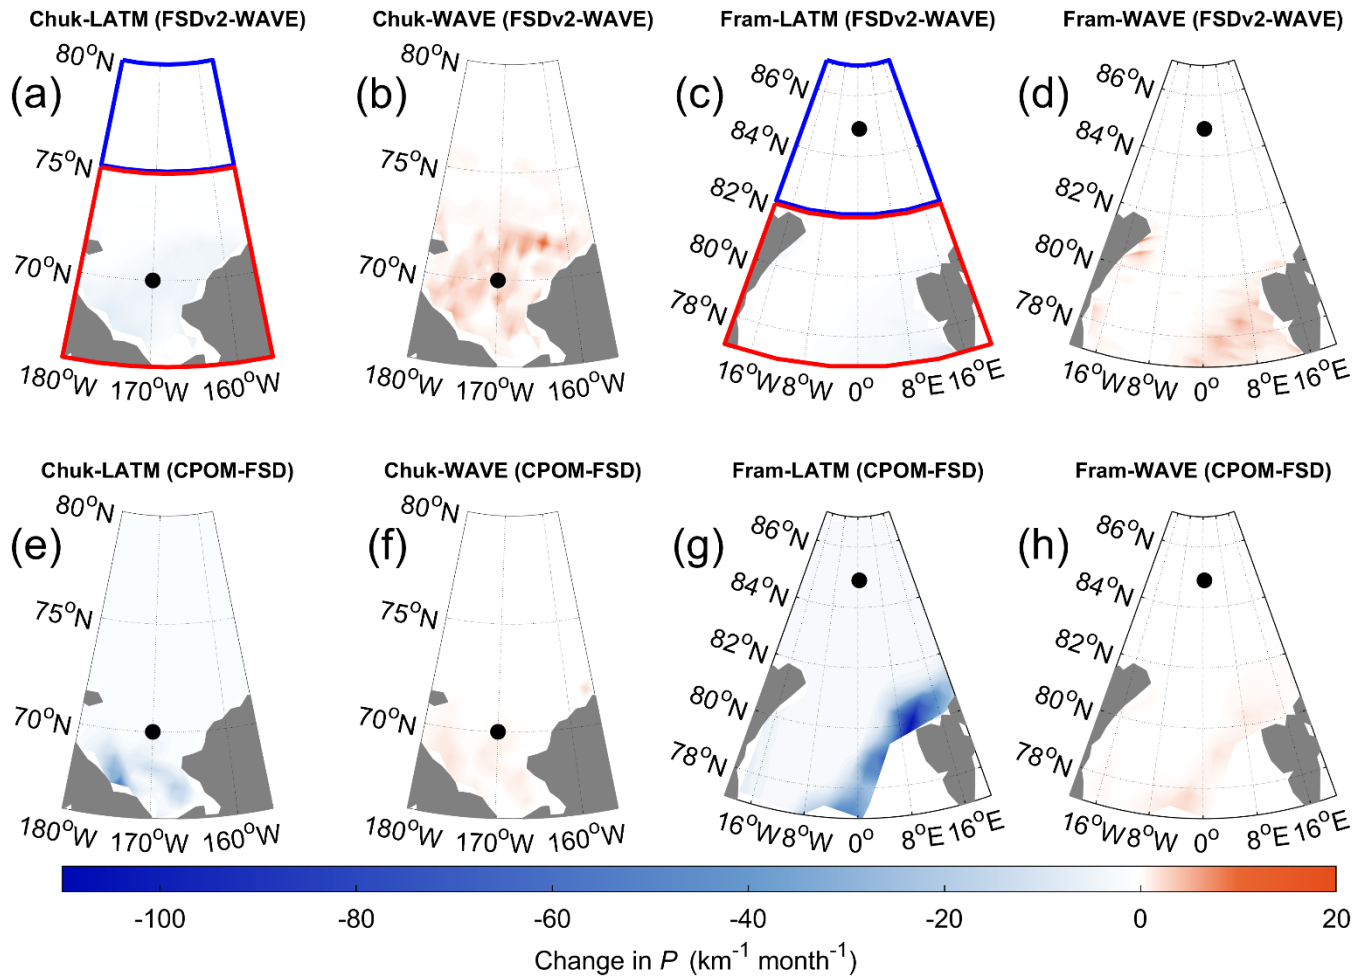 Chuk-LATM (FSDv2-WAVE)
Chuk-WAVE (FSDv2-WAVE)
Fram-LATM (FSDv2-WAVE)
Fram-WAVE (FSDv2-WAVE)
(a)
80°N
75°N
70°N
180°W
170°W
160°W
(b)
80°N
75°N
70°N
180°W
170°W
160°W
(c)
86°N
84°N
82°N
80°N
78°N
16°W
8°W
0°
8°E
16°E
(d)
86°N
84°N
82°N
80°N
78°N
16°W
8°W
0°
8°E
16°E
Chuk-LATM (CPOM-FSD)
Chuk-WAVE (CPOM-FSD)
Fram-LATM (CPOM-FSD)
Fram-WAVE (CPOM-FSD)
(e)
80°N
75°N
70°N
180°W
170°W
160°W
(f)
80°N
75°N
70°N
180°W
170°W
160°W
(g)
86°N
84°N
82°N
80°N
78°N
16°W
8°W
0°
8°E
16°E
(h)
86°N
84°N
82°N
80°N
78°N
16°W
8°W
0°
8°E
16°E
-100
-80
-60
-40
-20
0
20
Change in P (km⁻¹ month⁻¹)